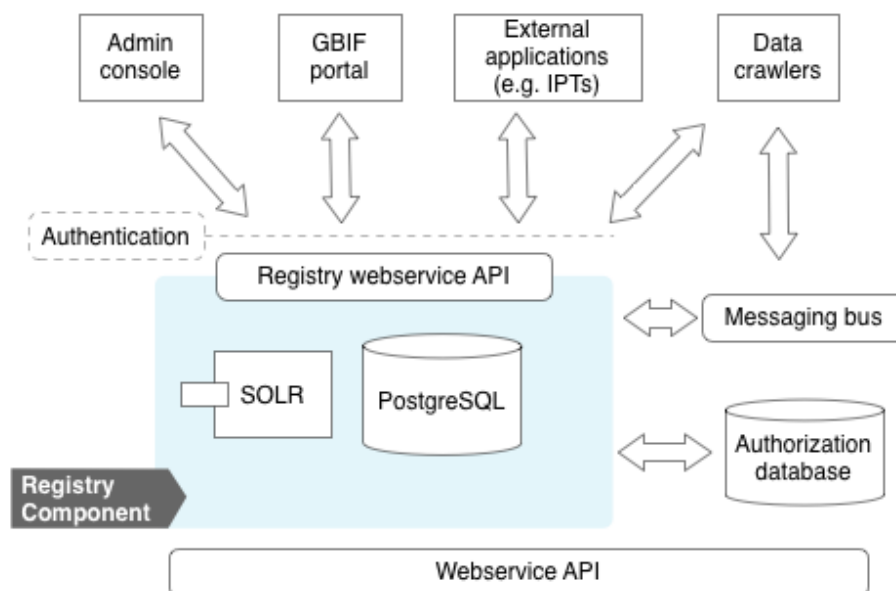 Admin
console
GBIF
portal
External
applications
(e.g. IPTs)
Data
crawlers
Authentication
Registry webservice API
Messaging bus
SOLR
PostgreSQL
Authorization
database
Registry
Component
Webservice API